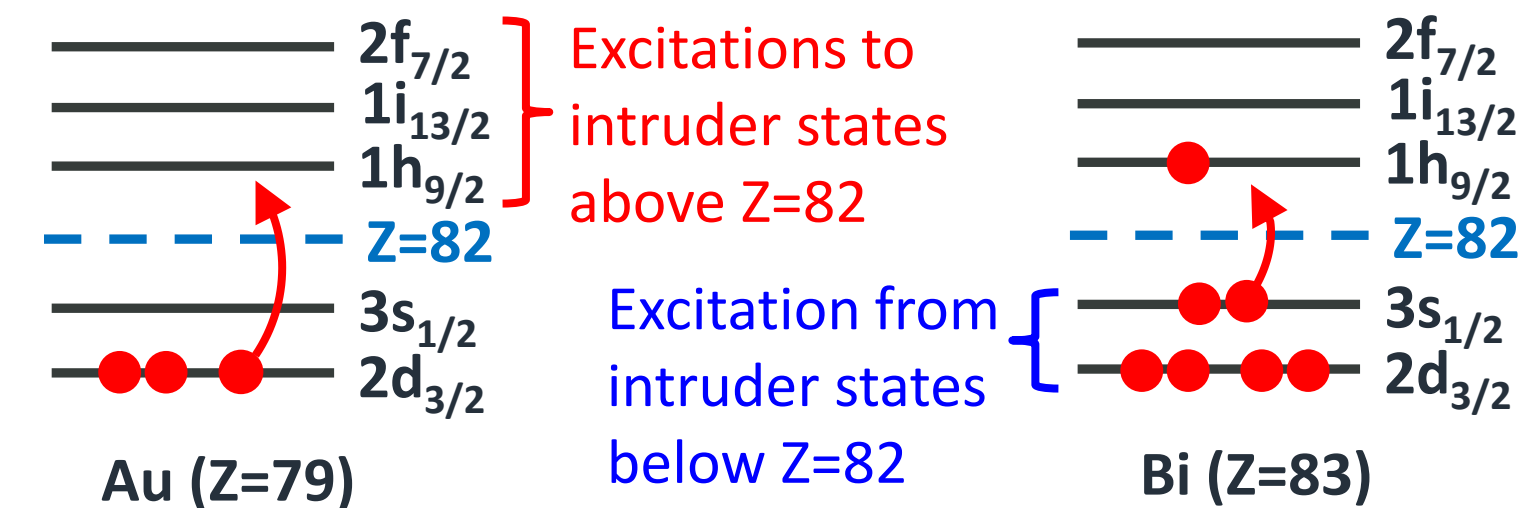 2f7/2
1i13/2
1h9/2
Z=82
3s1/2
2d3/2
Au (Z=79)
Excitations to
intruder states
above Z=82
Excitation from
intruder states
below Z=82
2f7/2
1i13/2
1h9/2
Z=82
3s1/2
2d3/2
Bi (Z=83)